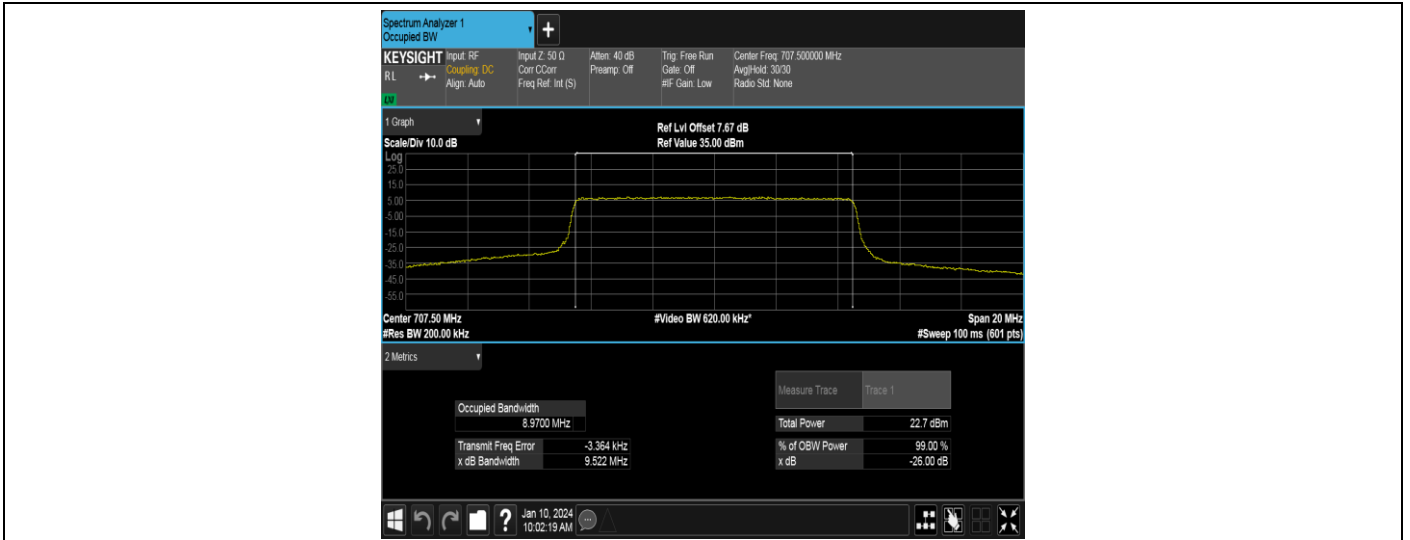 Spectrum Analyzer 1
Occupied BW
+
KEYSIGHT
RL
LXI
Input: RF
Coupling: DC
Align: Auto
Input Z: 50 Ω
Corr CCorr
Freq Ref: Int (S)
Atten: 40 dB
Preamp: Off
Trig: Free Run
Gate: Off
#IF Gain: Low
Center Freq: 707.500000 MHz
Avg|Hold: 30/30
Radio Std: None
1 Graph
Scale/Div 10.0 dB
Ref Lvl Offset 7.67 dB
Ref Value 35.00 dBm
Log
25.0
15.0
5.00
-5.00
-15.0
-25.0
-35.0
-45.0
-55.0
Center 707.50 MHz
#Video BW 620.00 kHz*
Span 20 MHz
#Res BW 200.00 kHz
#Sweep 100 ms (601 pts)
2 Metrics
Measure Trace
Trace 1
Occupied Bandwidth
8.9700 MHz
Total Power
22.7 dBm
Transmit Freq Error
-3.364 kHz
% of OBW Power
99.00 %
x dB Bandwidth
9.522 MHz
x dB
-26.00 dB
?
Jan 10, 2024
10:02:19 AM